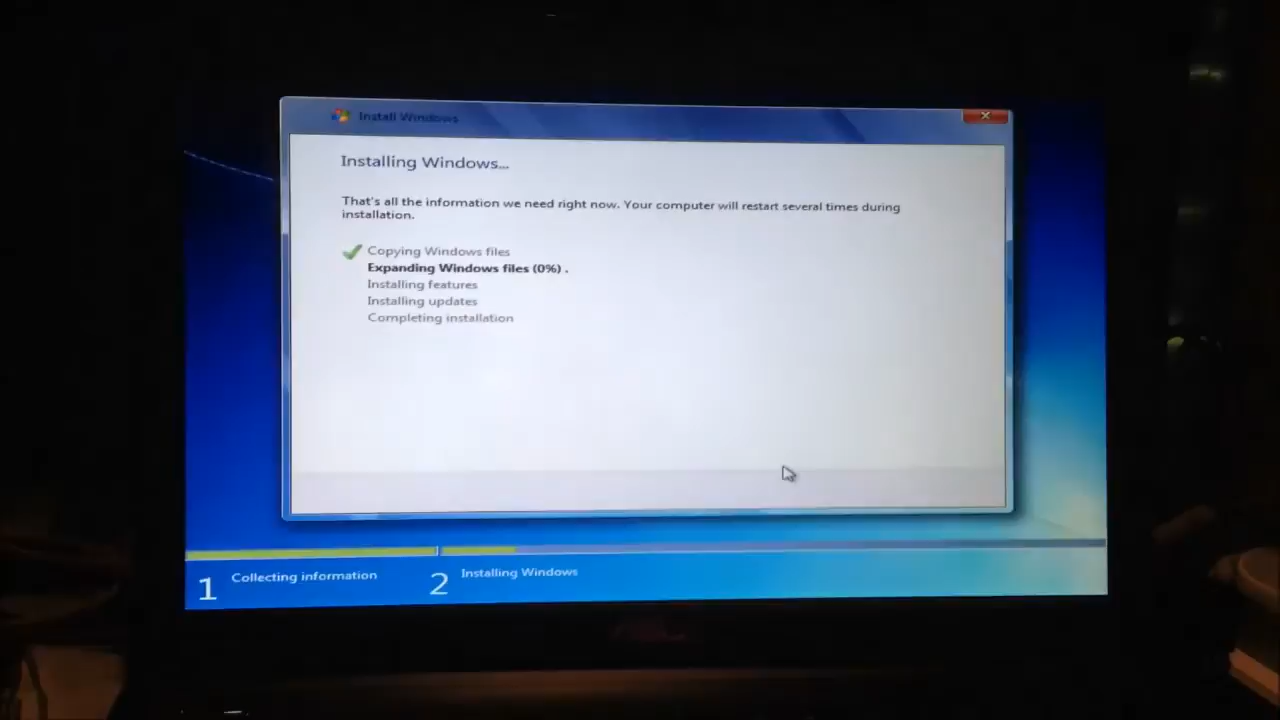 Install Windows
Installing Windows...
That's all the information we need right now. Your computer will restart several times during
installation.
Copying Windows files
Expanding Windows files (0%) .
Installing features
Installing updates
Completing installation
1 Collecting information
2 Installing Windows